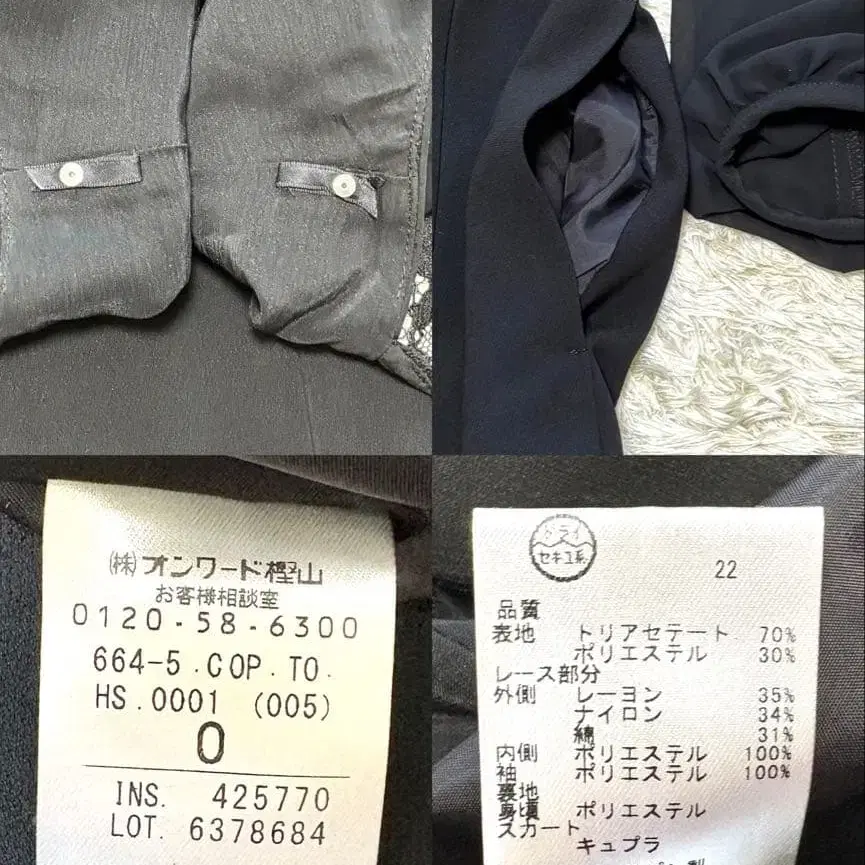 (株)オンワード樫山
お客様相談室
0120-58-6300
664-5.COP.TO.
HS.0001 (005)
0
INS. 425770
LOT. 6378684
ドライ
セキユ系
22
品質
表地 トリアセテート 70%
ポリエステル 30%
レース部分
外側 レーヨン 35%
ナイロン 34%
綿 31%
内側 ポリエステル 100%
袖 ポリエステル 100%
裏地
身頃 ポリエステル
スカート
キュプラ